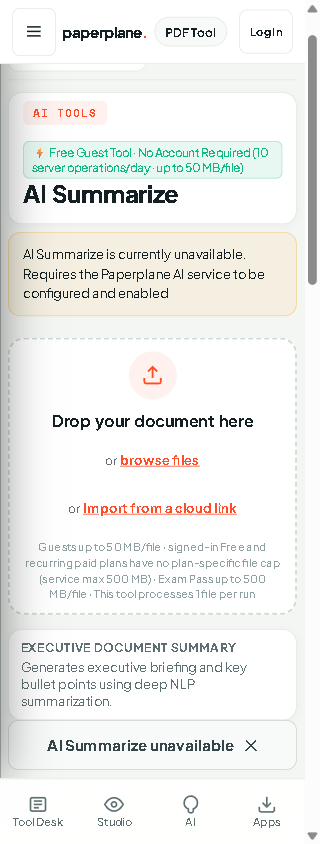 paperplane.
PDF Tool
Log In
AI TOOLS
Free Guest Tool · No Account Required (10
server operations/day · up to 50 MB/file)
AI Summarize
AI Summarize is currently unavailable.
Requires the Paperplane AI service to be
configured and enabled
Drop your document here
or browse files
or Import from a cloud link
Guests up to 50 MB/file · signed-in Free and
recurring paid plans have no plan-specific file cap
(service max 500 MB) · Exam Pass up to 500
MB/file · This tool processes 1 file per run
EXECUTIVE DOCUMENT SUMMARY
Generates executive briefing and key
bullet points using deep NLP
summarization.
AI Summarize unavailable
Tool Desk
Studio
AI
Apps